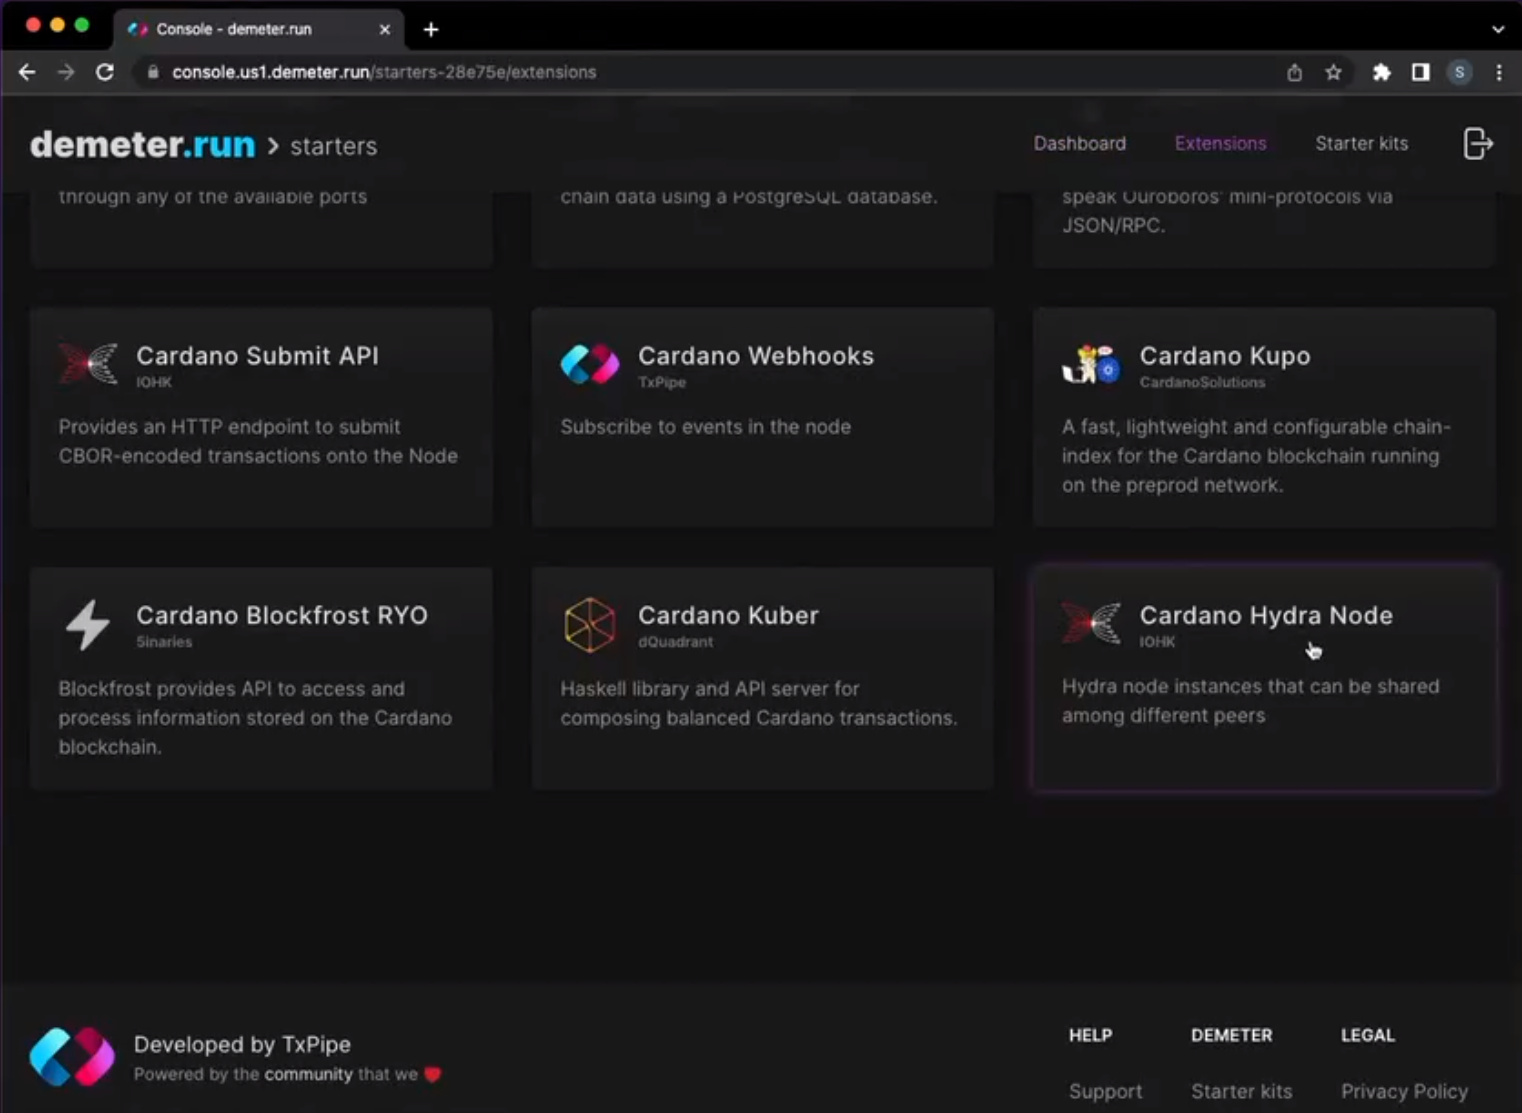 Console - demeter.run
console.us1.demeter.run/starters-28e75e/extensions
S
demeter.run > starters
Dashboard
Extensions
Starter kits
through any of the available ports
chain data using a PostgreSQL database.
speak Ouroboros' mini-protocols via
JSON/RPC.
Cardano Submit API
IOHK
Provides an HTTP endpoint to submit
CBOR-encoded transactions onto the Node
Cardano Webhooks
TxPipe
Subscribe to events in the node
Cardano Kupo
CardanoSolutions
A fast, lightweight and configurable chain-
index for the Cardano blockchain running
on the preprod network.
Cardano Blockfrost RYO
5inaries
Blockfrost provides API to access and
process information stored on the Cardano
blockchain.
Cardano Kuber
dQuadrant
Haskell library and API server for
composing balanced Cardano transactions.
Cardano Hydra Node
IOHK
Hydra node instances that can be shared
among different peers
Developed by TxPipe
Powered by the community that we ❤
HELP
Support
DEMETER
Starter kits
LEGAL
Privacy Policy